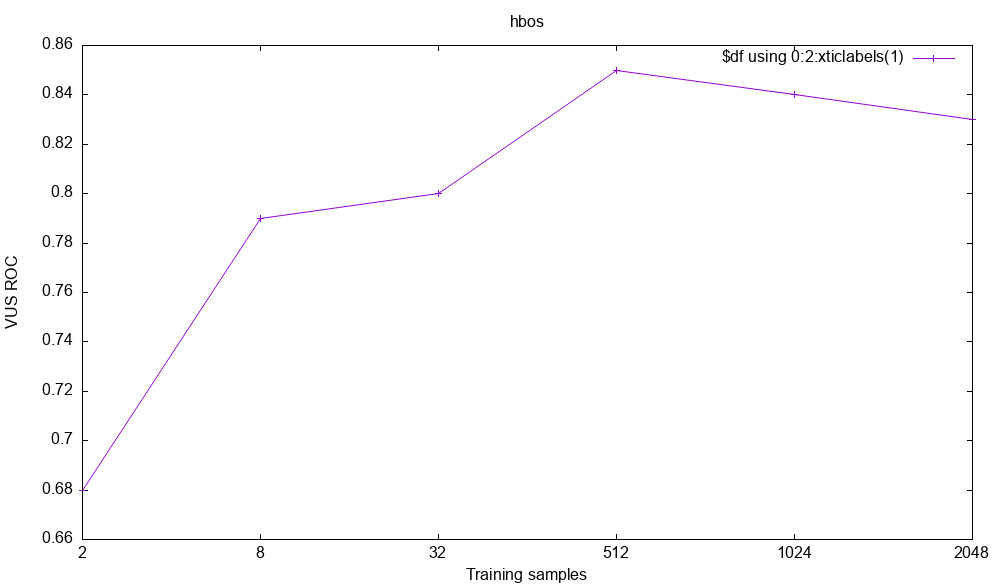 hbos
$df using 0:2:xticlabels(1)
0.86
0.84
0.82
0.8
0.78
0.76
0.74
0.72
0.7
0.68
0.66
VUS ROC
2 8 32 512 1024 2048
Training samples